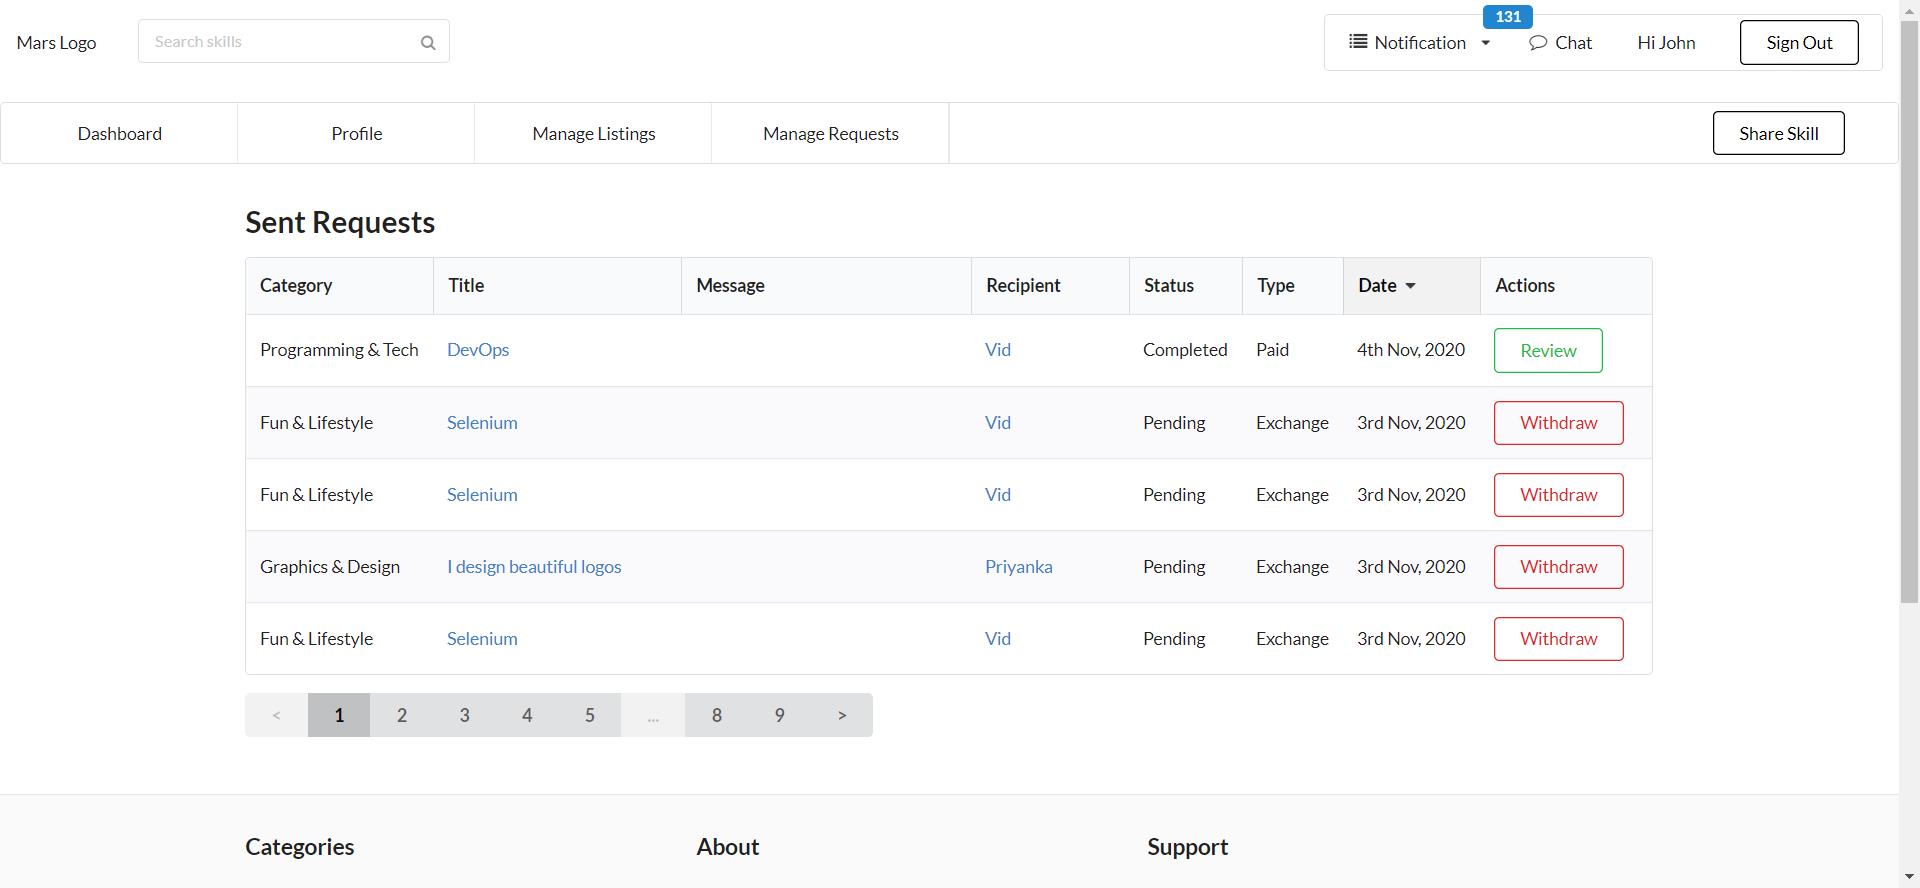 131
Mars Logo Search skills Notification Chat Hi John Sign Out
Dashboard Profile Manage Listings Manage Requests Share Skill
Sent Requests
Category Title Message Recipient Status Type Date Actions
Programming & Tech DevOps Vid Completed Paid 4th Nov, 2020 Review
Fun & Lifestyle Selenium Vid Pending Exchange 3rd Nov, 2020 Withdraw
Fun & Lifestyle Selenium Vid Pending Exchange 3rd Nov, 2020 Withdraw
Graphics & Design I design beautiful logos Priyanka Pending Exchange 3rd Nov, 2020 Withdraw
Fun & Lifestyle Selenium Vid Pending Exchange 3rd Nov, 2020 Withdraw
< 1 2 3 4 5 ... 8 9 >
Categories About Support